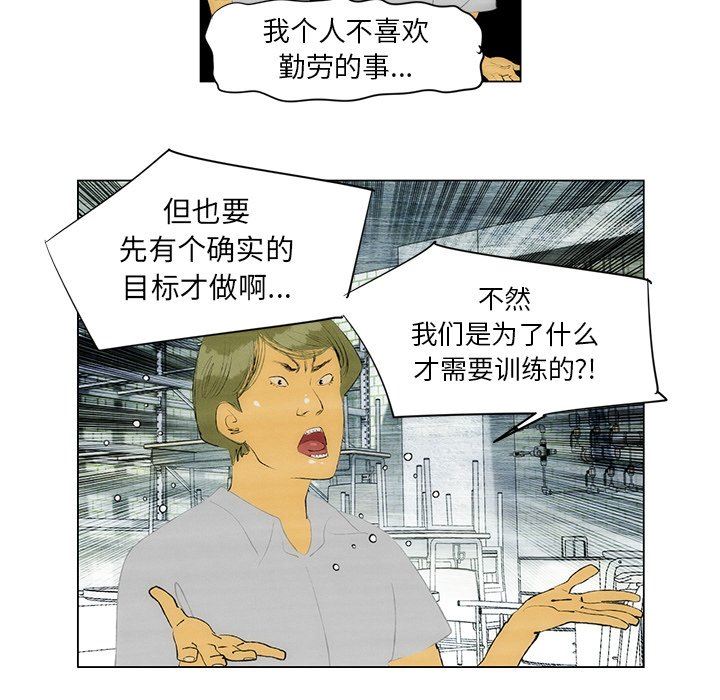 我个人不喜欢
勤劳的事...
但也要
先有个确实的
目标才做啊...
不然
我们是为了什么
才需要训练的?!